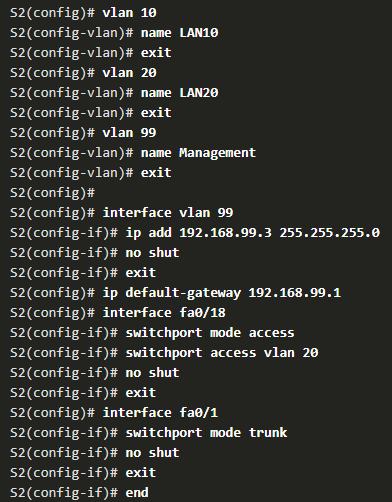 S2(config)# vlan 10
S2(config-vlan)# name LAN10
S2(config-vlan)# exit
S2(config)# vlan 20
S2(config-vlan)# name LAN20
S2(config-vlan)# exit
S2(config)# vlan 99
S2(config-vlan)# name Management
S2(config-vlan)# exit
S2(config)#
S2(config)# interface vlan 99
S2(config-if)# ip add 192.168.99.3 255.255.255.0
S2(config-if)# no shut
S2(config-if)# exit
S2(config)# ip default-gateway 192.168.99.1
S2(config)# interface fa0/18
S2(config-if)# switchport mode access
S2(config-if)# switchport access vlan 20
S2(config-if)# no shut
S2(config-if)# exit
S2(config)# interface fa0/1
S2(config-if)# switchport mode trunk
S2(config-if)# no shut
S2(config-if)# exit
S2(config-if)# end